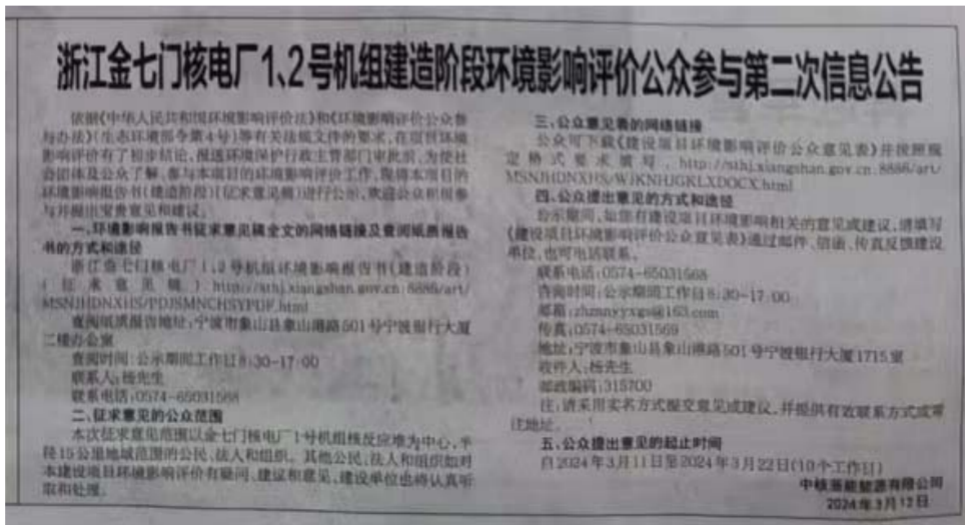 浙江金七门核电厂1、2号机组建造阶段环境影响评价公众参与第二次信息公告
依据《中华人民共和国环境影响评价法》和《环境影响评价公众参
与办法》(生态环境部令第4号)等有关法规文件的要求，在项目环境
影响评价有了初步结论，报送环境保护行政主管部门审批前，为使社
会团体及公众了解、参与本项目的环境影响评价工作，现将本项目的
环境影响报告书(建造阶段)(征求意见稿)进行公示，欢迎公众积极参
与并提出宝贵意见和建议。
一、环境影响报告书征求意见稿全文的网络链接及查阅纸质报告
书的方式和途径
浙江金七门核电厂1、2号机组环境影响报告书(建造阶段)
(征求意见稿)http://sthj.xiangshan.gov.cn:8886/art/
MSNJHDNXHS/PDJSMNCHSYPDF.html
查阅纸质报告地址：宁波市象山县象山港路501号宁波银行大厦
二楼办公室
查阅时间：公示期间工作日8:30-17:00
联系人：杨先生
联系电话：0574-65031568
二、征求意见的公众范围
本次征求意见范围以金七门核电厂1号机组核反应堆为中心，半
径15公里地域范围的公民、法人和组织。其他公民、法人和组织如对
本建设项目环境影响评价有疑问、建议和意见，建设单位也将认真听
取和处理。
三、公众意见表的网络链接
公众可下载《建设项目环境影响评价公众意见表》并按照规
定格式要求填写，http://sthj.xiangshan.gov.cn:8886/art/
MSNJHDNXHS/WJKNHJGKLXDOCX.html
四、公众提出意见的方式和途径
公示期间，如您有建设项目环境影响相关的意见或建议，请填写
《建设项目环境影响评价公众意见表》通过邮件、信函、传真反馈建设
单位，也可电话联系。
联系电话：0574-65031568
咨询时间：公示期间工作日8:30-17:00
邮箱：zhznnyyxgs@163.com
传真：0574-65031569
地址：宁波市象山县象山港路501号宁波银行大厦1715室
收件人：杨先生
邮政编码：315700
注：请采用实名方式提交意见或建议，并提供有效联系方式或常
住地址。
五、公众提出意见的起止时间
自2024年3月11日至2024年3月22日(10个工作日)
中核浙能能源有限公司
2024年3月12日